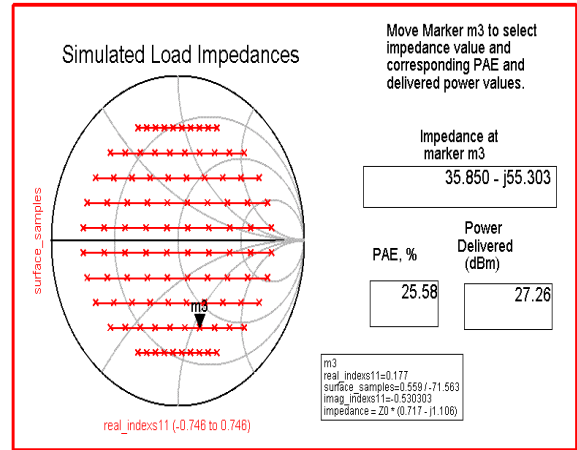 Simulated Load Impedances
Move Marker m3 to select
impedance value and
corresponding PAE and
delivered power values.
Impedance at
marker m3
35.850 - j55.303
PAE, %
25.58
Power
Delivered
(dBm)
27.26
surface_samples
m3
real_indexs11 (-0.746 to 0.746)
m3
real_indexs11=0.177
surface_samples=0.559 / -71.563
imag_indexs11=-0.530303
impedance = Z0 * (0.717 - j1.106)